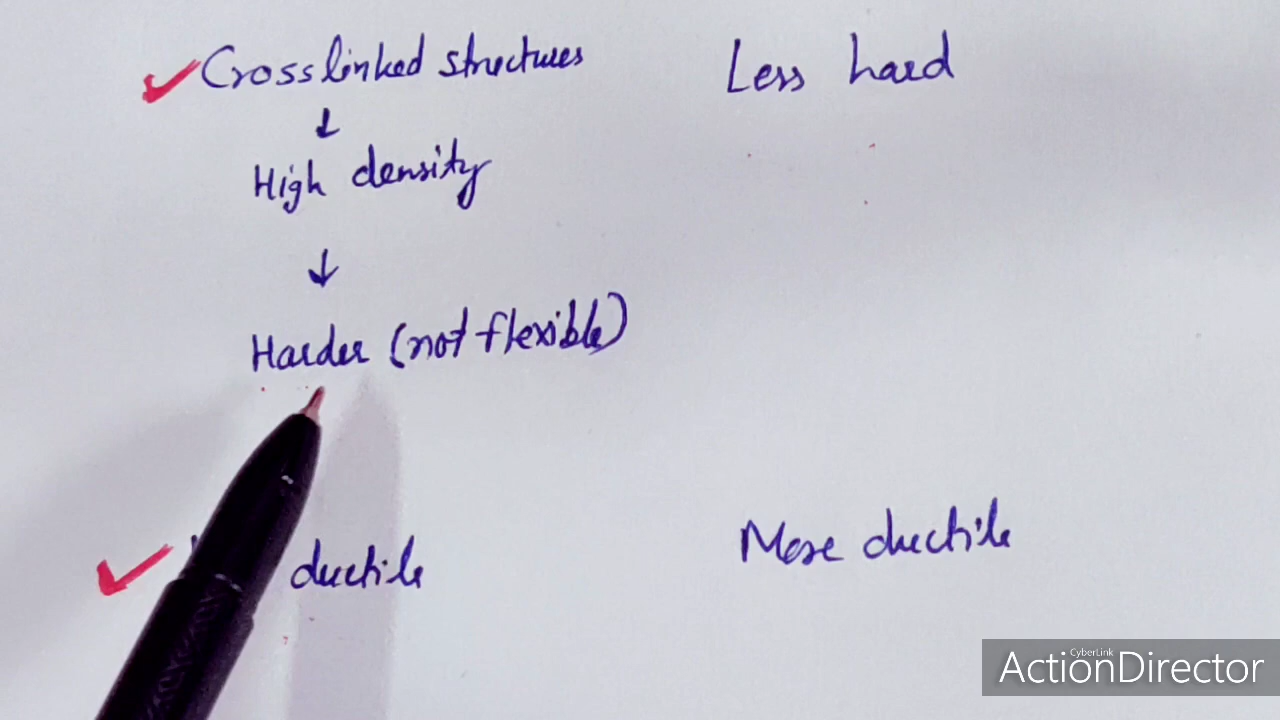 Crosslinked structures
↓
High density
↓
Harder (not flexible)
ductile
Less hard
More ductile
CyberLink
ActionDirector